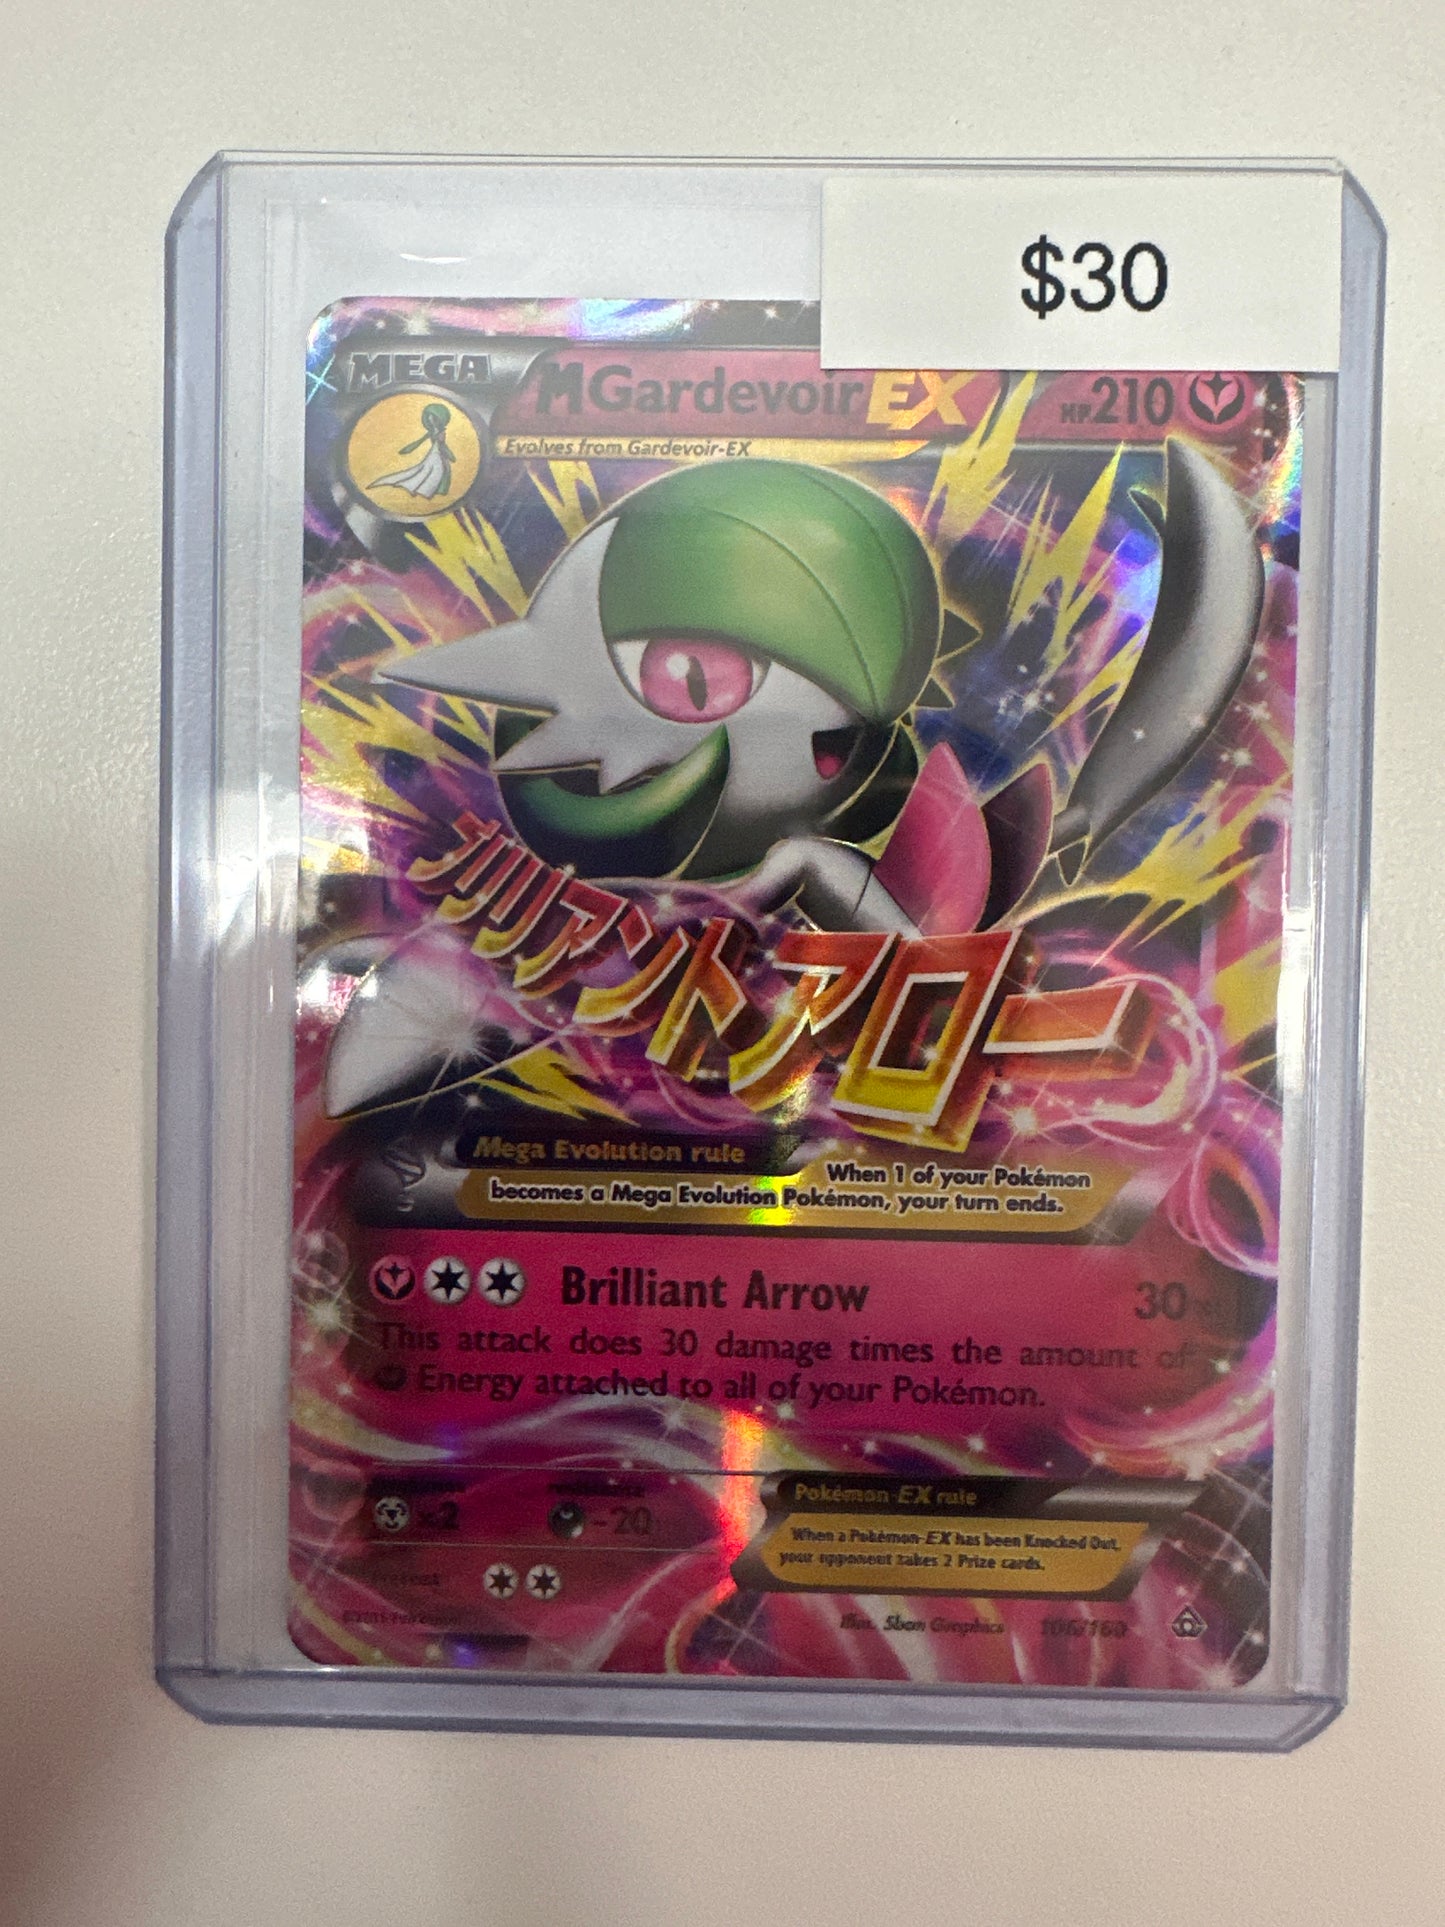 $30
MEGA
MGardevoir EX
HP210
Evolves from Gardevoir-EX
ブリリアントアロー
Mega Evolution rule
When 1 of your Pokémon
becomes a Mega Evolution Pokémon, your turn ends.
Brilliant Arrow
30×
This attack does 30 damage times the amount of
Energy attached to all of your Pokémon.
×2
-20
Pokémon-EX rule
When a Pokémon-EX has been Knocked Out,
your opponent takes 2 Prize cards.
Illus. 5ban Graphics
106/160